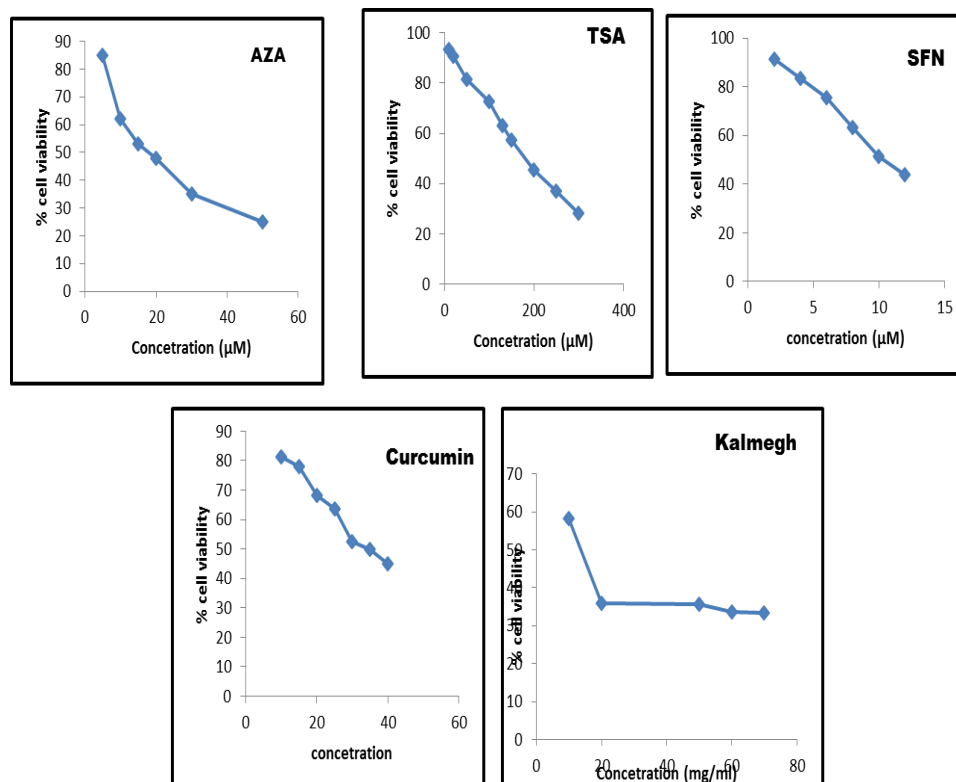 AZA
% cell viability
90
80
70
60
50
40
30
20
10
0
0 20 40 60
Concetration (µM)
TSA
% cell viability
100
80
60
40
20
0
0 200 400
Concetration (µM)
SFN
% cell viability
100
80
60
40
20
0
0 5 10 15
concetration (µM)
Curcumin
% cell viability
90
80
70
60
50
40
30
20
10
0
0 20 40 60
concetration
Kalmegh
% cell viability
70
60
50
40
30
20
10
0
0 20 40 60 80
Concetration (mg/ml)